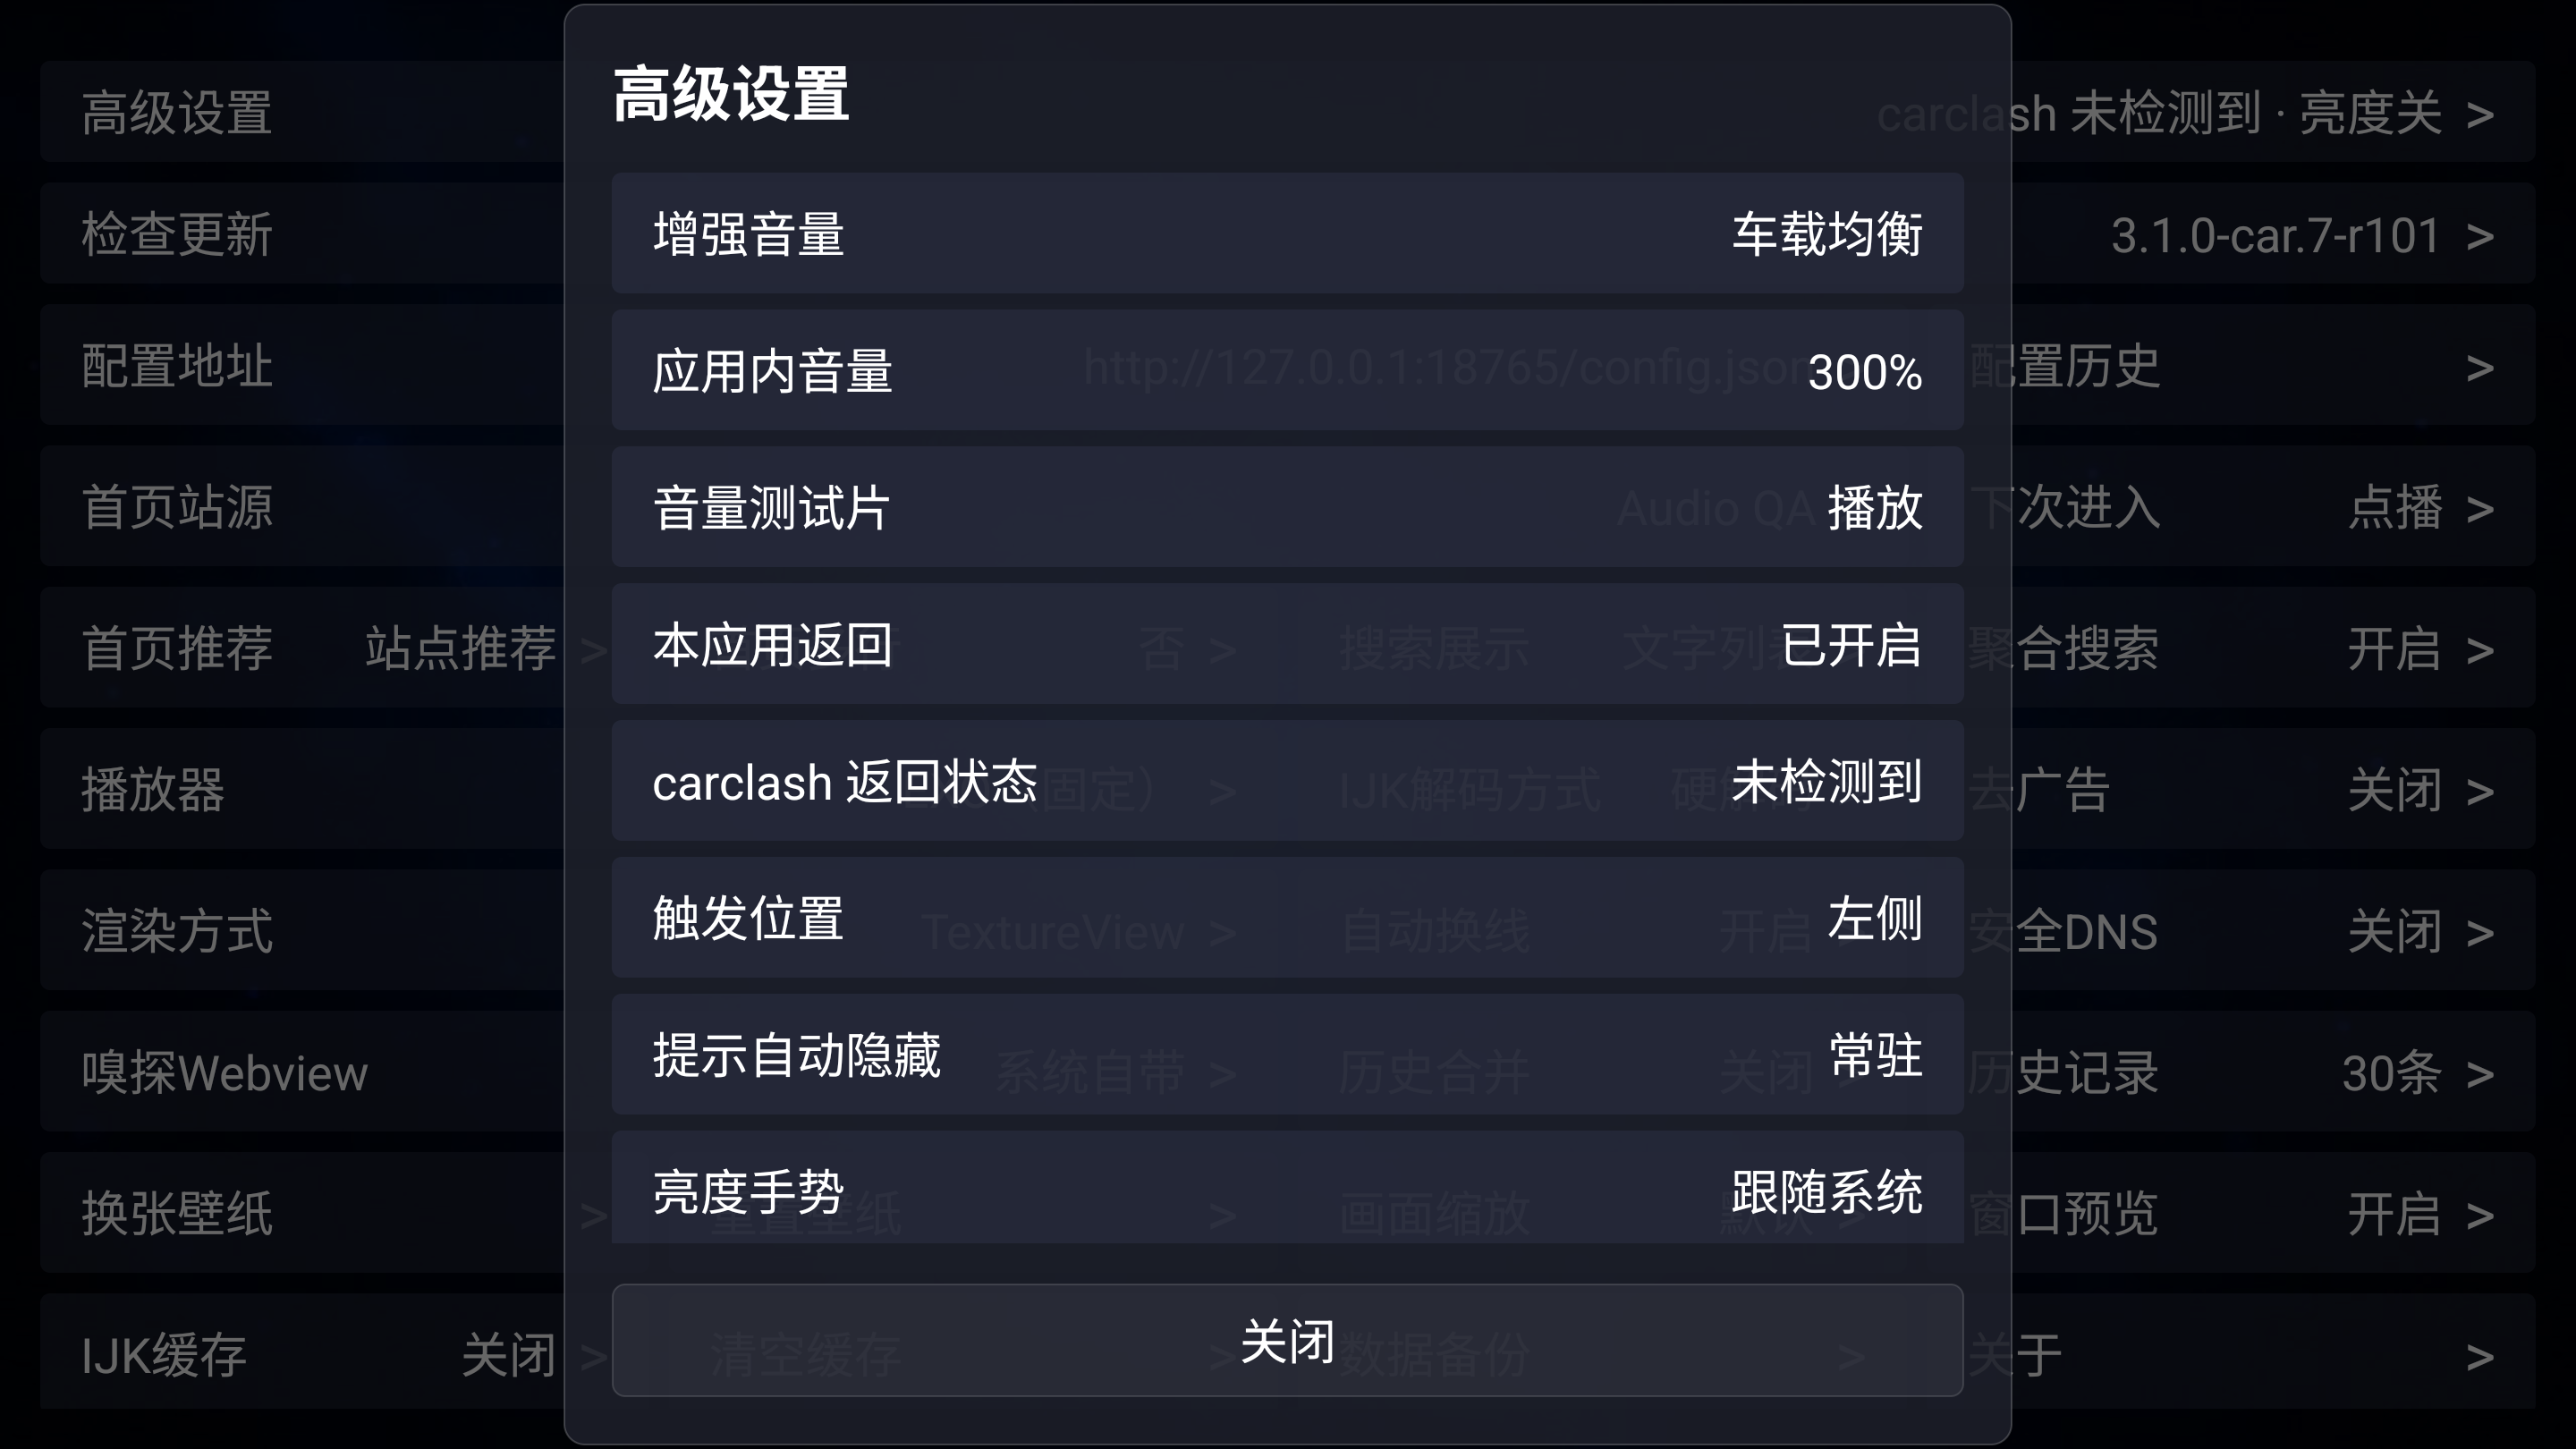 高级设置
增强音量 车载均衡
应用内音量 300%
音量测试片 播放
本应用返回 已开启
carclash 返回状态 未检测到
触发位置 左侧
提示自动隐藏 常驻
亮度手势 跟随系统
关闭
高级设置 carclash 未检测到 · 亮度关 >
检查更新 3.1.0-car.7-r101 >
配置地址 http://127.0.0.1:18765/config.json 配置历史 >
首页站源 Audio QA 下次进入 点播 >
首页推荐 站点推荐 > 否 > 搜索展示 文字列表 聚合搜索 开启 >
播放器 固定） > IJK解码方式 去广告 关闭 >
渲染方式 TextureView > 自动换线 开启 安全DNS 关闭 >
嗅探Webview 系统自带 > 历史合并 关闭 > 历史记录 30条 >
换张壁纸 > 重置壁纸 > 画面缩放 默认 > 窗口预览 开启 >
IJK缓存 关闭 > 清空缓存 > 数据备份 > 关于 >